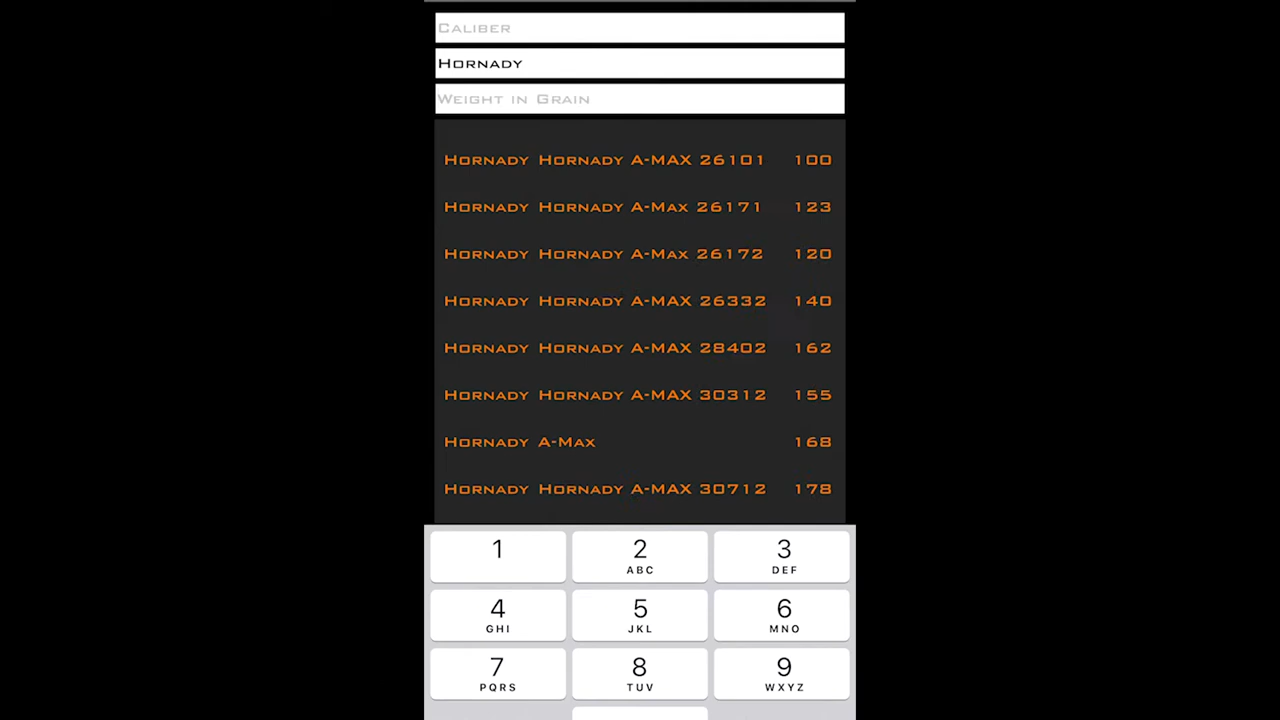 Caliber
Hornady
Weight in Grain
Hornady Hornady A-MAX 26101 100
Hornady Hornady A-Max 26171 123
Hornady Hornady A-Max 26172 120
Hornady Hornady A-MAX 26332 140
Hornady Hornady A-MAX 28402 162
Hornady Hornady A-MAX 30312 155
Hornady A-Max 168
Hornady Hornady A-MAX 30712 178
1 2 3
ABC DEF
4 5 6
GHI JKL MNO
7 8 9
PQRS TUV WXYZ